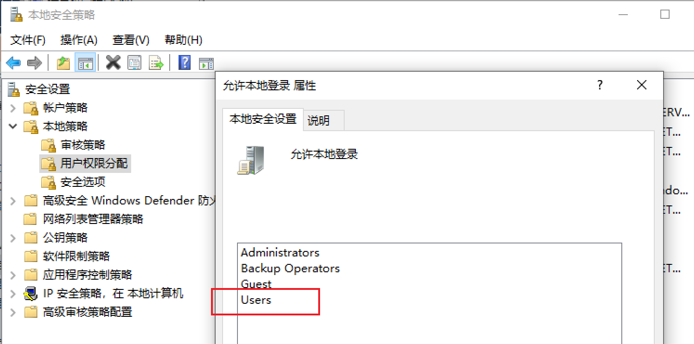 本地安全策略
文件(F) 操作(A) 查看(V) 帮助(H)
安全设置
帐户策略
本地策略
审核策略
用户权限分配
安全选项
高级安全 Windows Defender 防火
网络列表管理器策略
公钥策略
软件限制策略
应用程序控制策略
IP 安全策略，在 本地计算机
高级审核策略配置
允许本地登录 属性
本地安全设置 说明
允许本地登录
Administrators
Backup Operators
Guest
Users
ERV...
ET...
ET...
ndo...
ET...
ET...